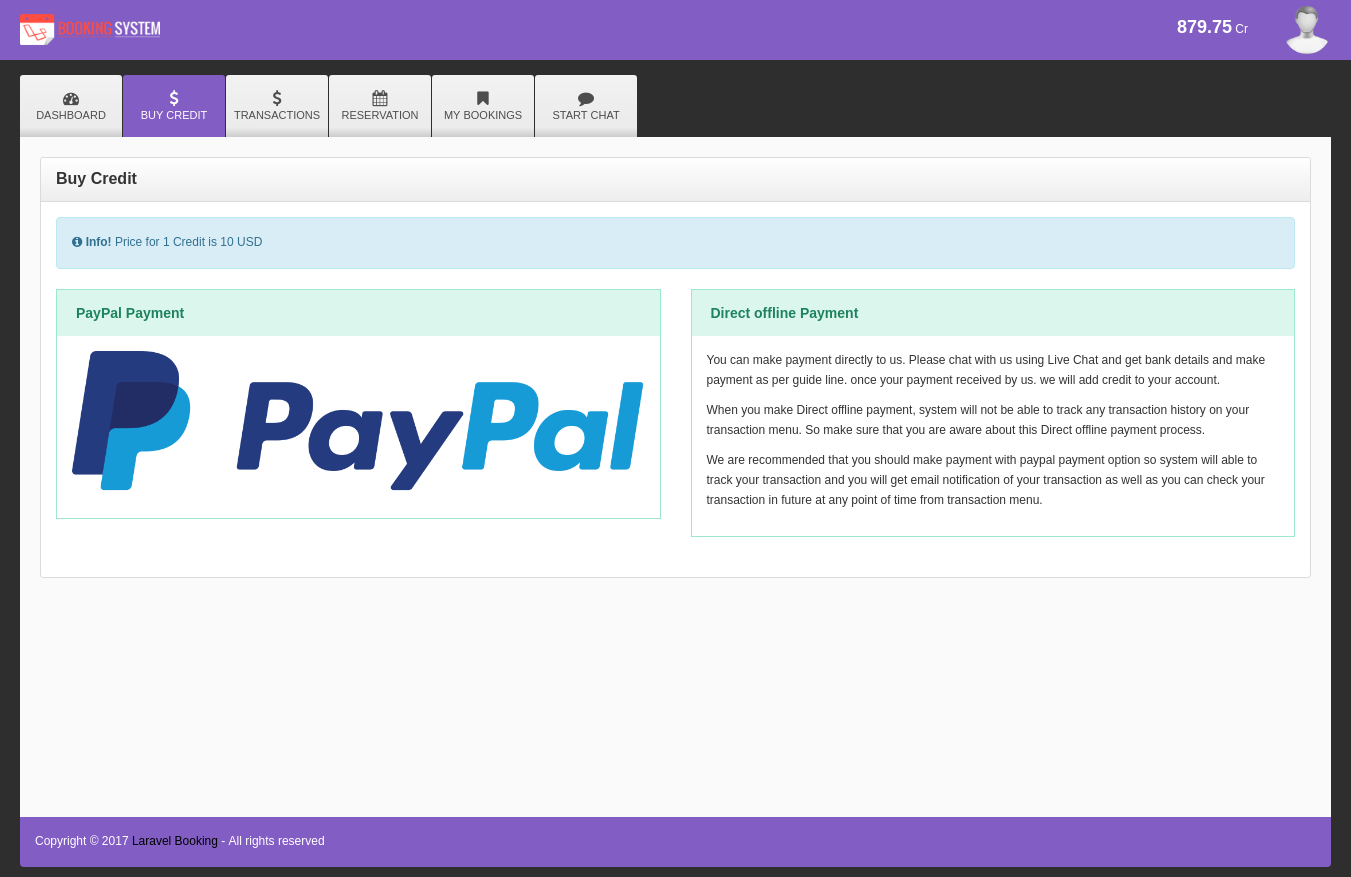 BOOKING SYSTEM
879.75 Cr
DASHBOARD
BUY CREDIT
TRANSACTIONS
RESERVATION
MY BOOKINGS
START CHAT
Buy Credit
Info! Price for 1 Credit is 10 USD
PayPal Payment
PayPal
Direct offline Payment
You can make payment directly to us. Please chat with us using Live Chat and get bank details and make
payment as per guide line. once your payment received by us. we will add credit to your account.
When you make Direct offline payment, system will not be able to track any transaction history on your
transaction menu. So make sure that you are aware about this Direct offline payment process.
We are recommended that you should make payment with paypal payment option so system will able to
track your transaction and you will get email notification of your transaction as well as you can check your
transaction in future at any point of time from transaction menu.
Copyright © 2017 Laravel Booking - All rights reserved